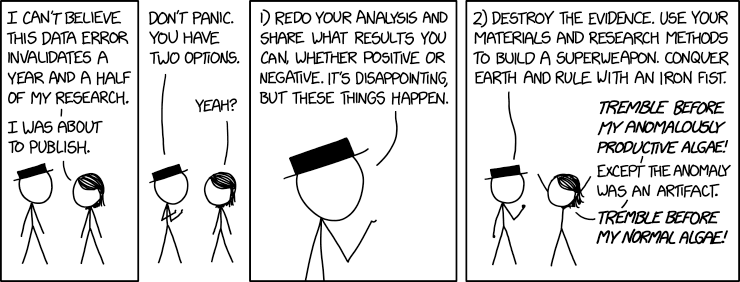 I CAN'T BELIEVE
THIS DATA ERROR
INVALIDATES A
YEAR AND A HALF
OF MY RESEARCH.
I WAS ABOUT
TO PUBLISH.
DON'T PANIC.
YOU HAVE
TWO OPTIONS.
YEAH?
1) REDO YOUR ANALYSIS AND
SHARE WHAT RESULTS YOU
CAN, WHETHER POSITIVE OR
NEGATIVE. IT'S DISAPPOINTING,
BUT THESE THINGS HAPPEN.
2) DESTROY THE EVIDENCE. USE YOUR
MATERIALS AND RESEARCH METHODS
TO BUILD A SUPERWEAPON. CONQUER
EARTH AND RULE WITH AN IRON FIST.
TREMBLE BEFORE
MY ANOMALOUSLY
PRODUCTIVE ALGAE!
EXCEPT THE ANOMALY
WAS AN ARTIFACT.
TREMBLE BEFORE
MY NORMAL ALGAE!